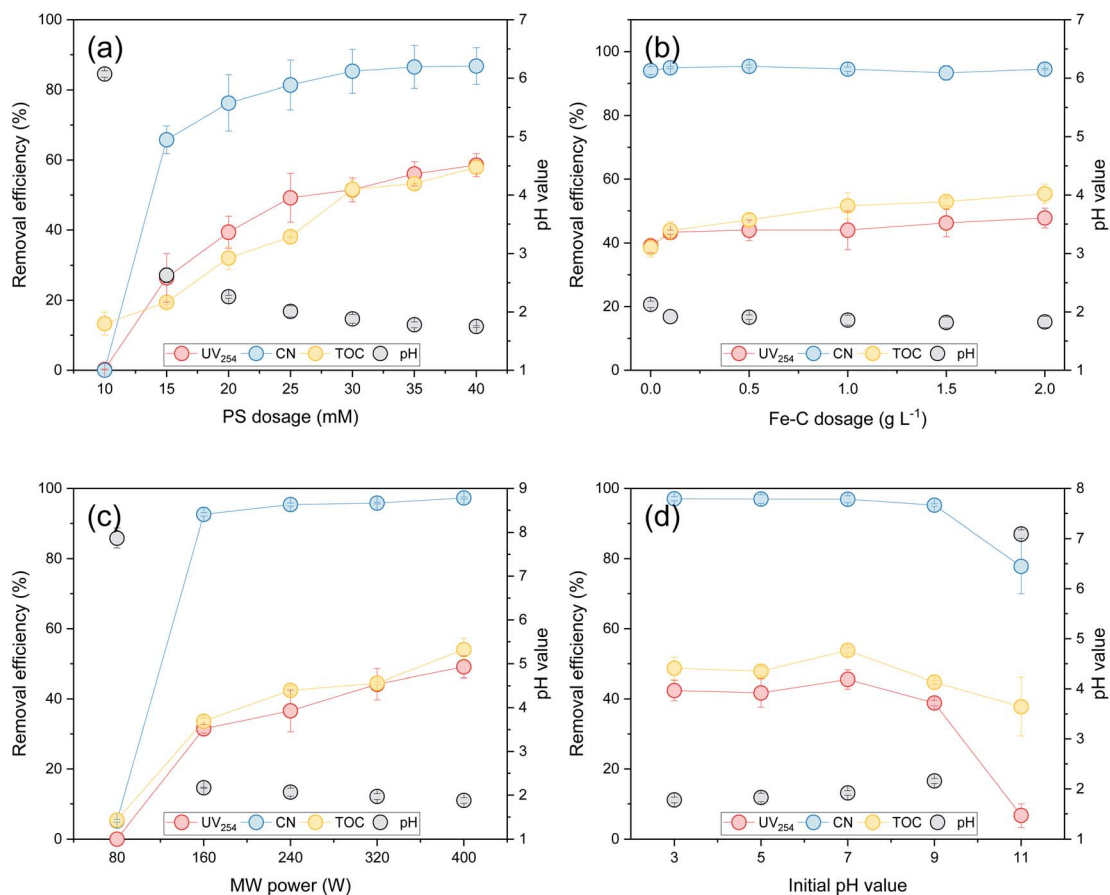 (a)
Removal efficiency (%)
100
80
60
40
20
0
7
6
5
4
3
2
1
pH value
UV254 CN TOC pH
10 15 20 25 30 35 40
PS dosage (mM)
(b)
Removal efficiency (%)
100
80
60
40
20
0
7
6
5
4
3
2
1
pH value
UV254 CN TOC pH
0.0 0.5 1.0 1.5 2.0
Fe-C dosage (g L-1)
(c)
Removal efficiency (%)
100
80
60
40
20
0
9
8
7
6
5
4
3
2
1
pH value
UV254 CN TOC pH
80 160 240 320 400
MW power (W)
(d)
Removal efficiency (%)
100
80
60
40
20
0
8
7
6
5
4
3
2
1
pH value
UV254 CN TOC pH
3 5 7 9 11
Initial pH value